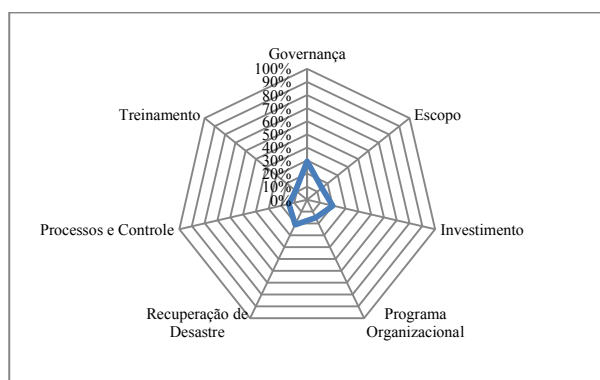 Governança
100%
90%
80%
70%
60%
50%
40%
30%
20%
10%
0%
Treinamento
Escopo
Processos e Controle
Investimento
Recuperação de
Desastre
Programa
Organizacional